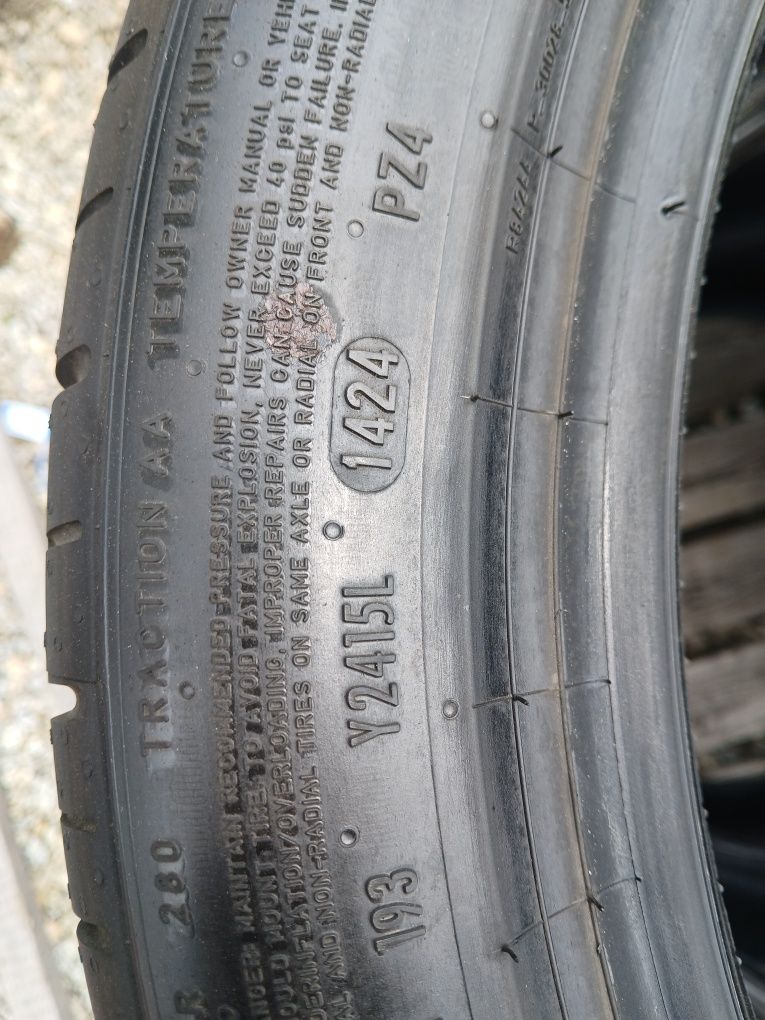 280 TRACTION AA TEMPERATURE
MAINTAIN RECOMMENDED PRESSURE AND FOLLOW OWNER MANUAL OR
MOUNT TIRE. TO AVOID FATAL EXPLOSION, NEVER EXCEED 40 psi TO SEAT
OVERLOADING, IMPROPER REPAIRS CAN CAUSE SUDDEN FAILURE.
AND NON-RADIAL TIRES ON SAME AXLE OR RADIAL ON FRONT AND NON-RADIAL
193 Y2415L 1424 PZ4